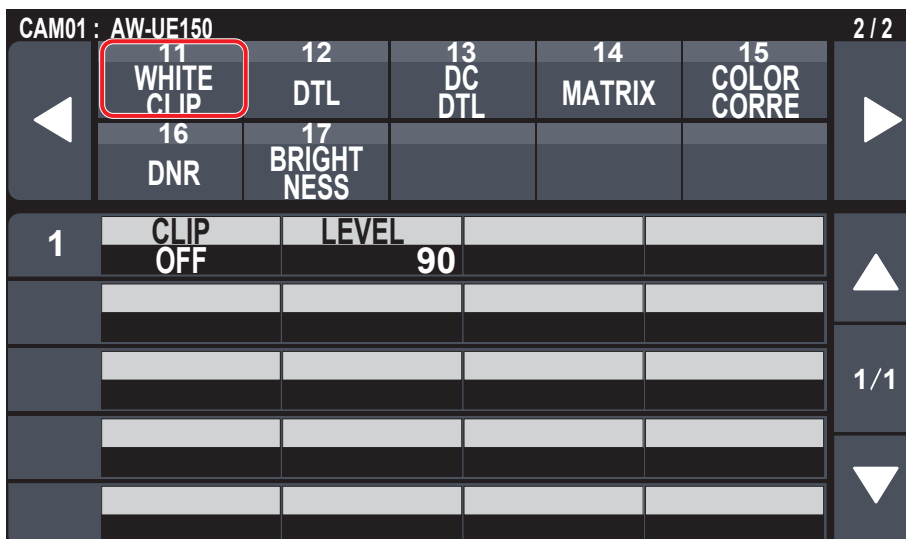 CAM01 : AW-UE150 2 / 2
11 12 13 14 15
WHITE CLIP DTL DC DTL MATRIX COLOR CORRE
16 17
DNR BRIGHT NESS
1 CLIP LEVEL
OFF 90
1/1